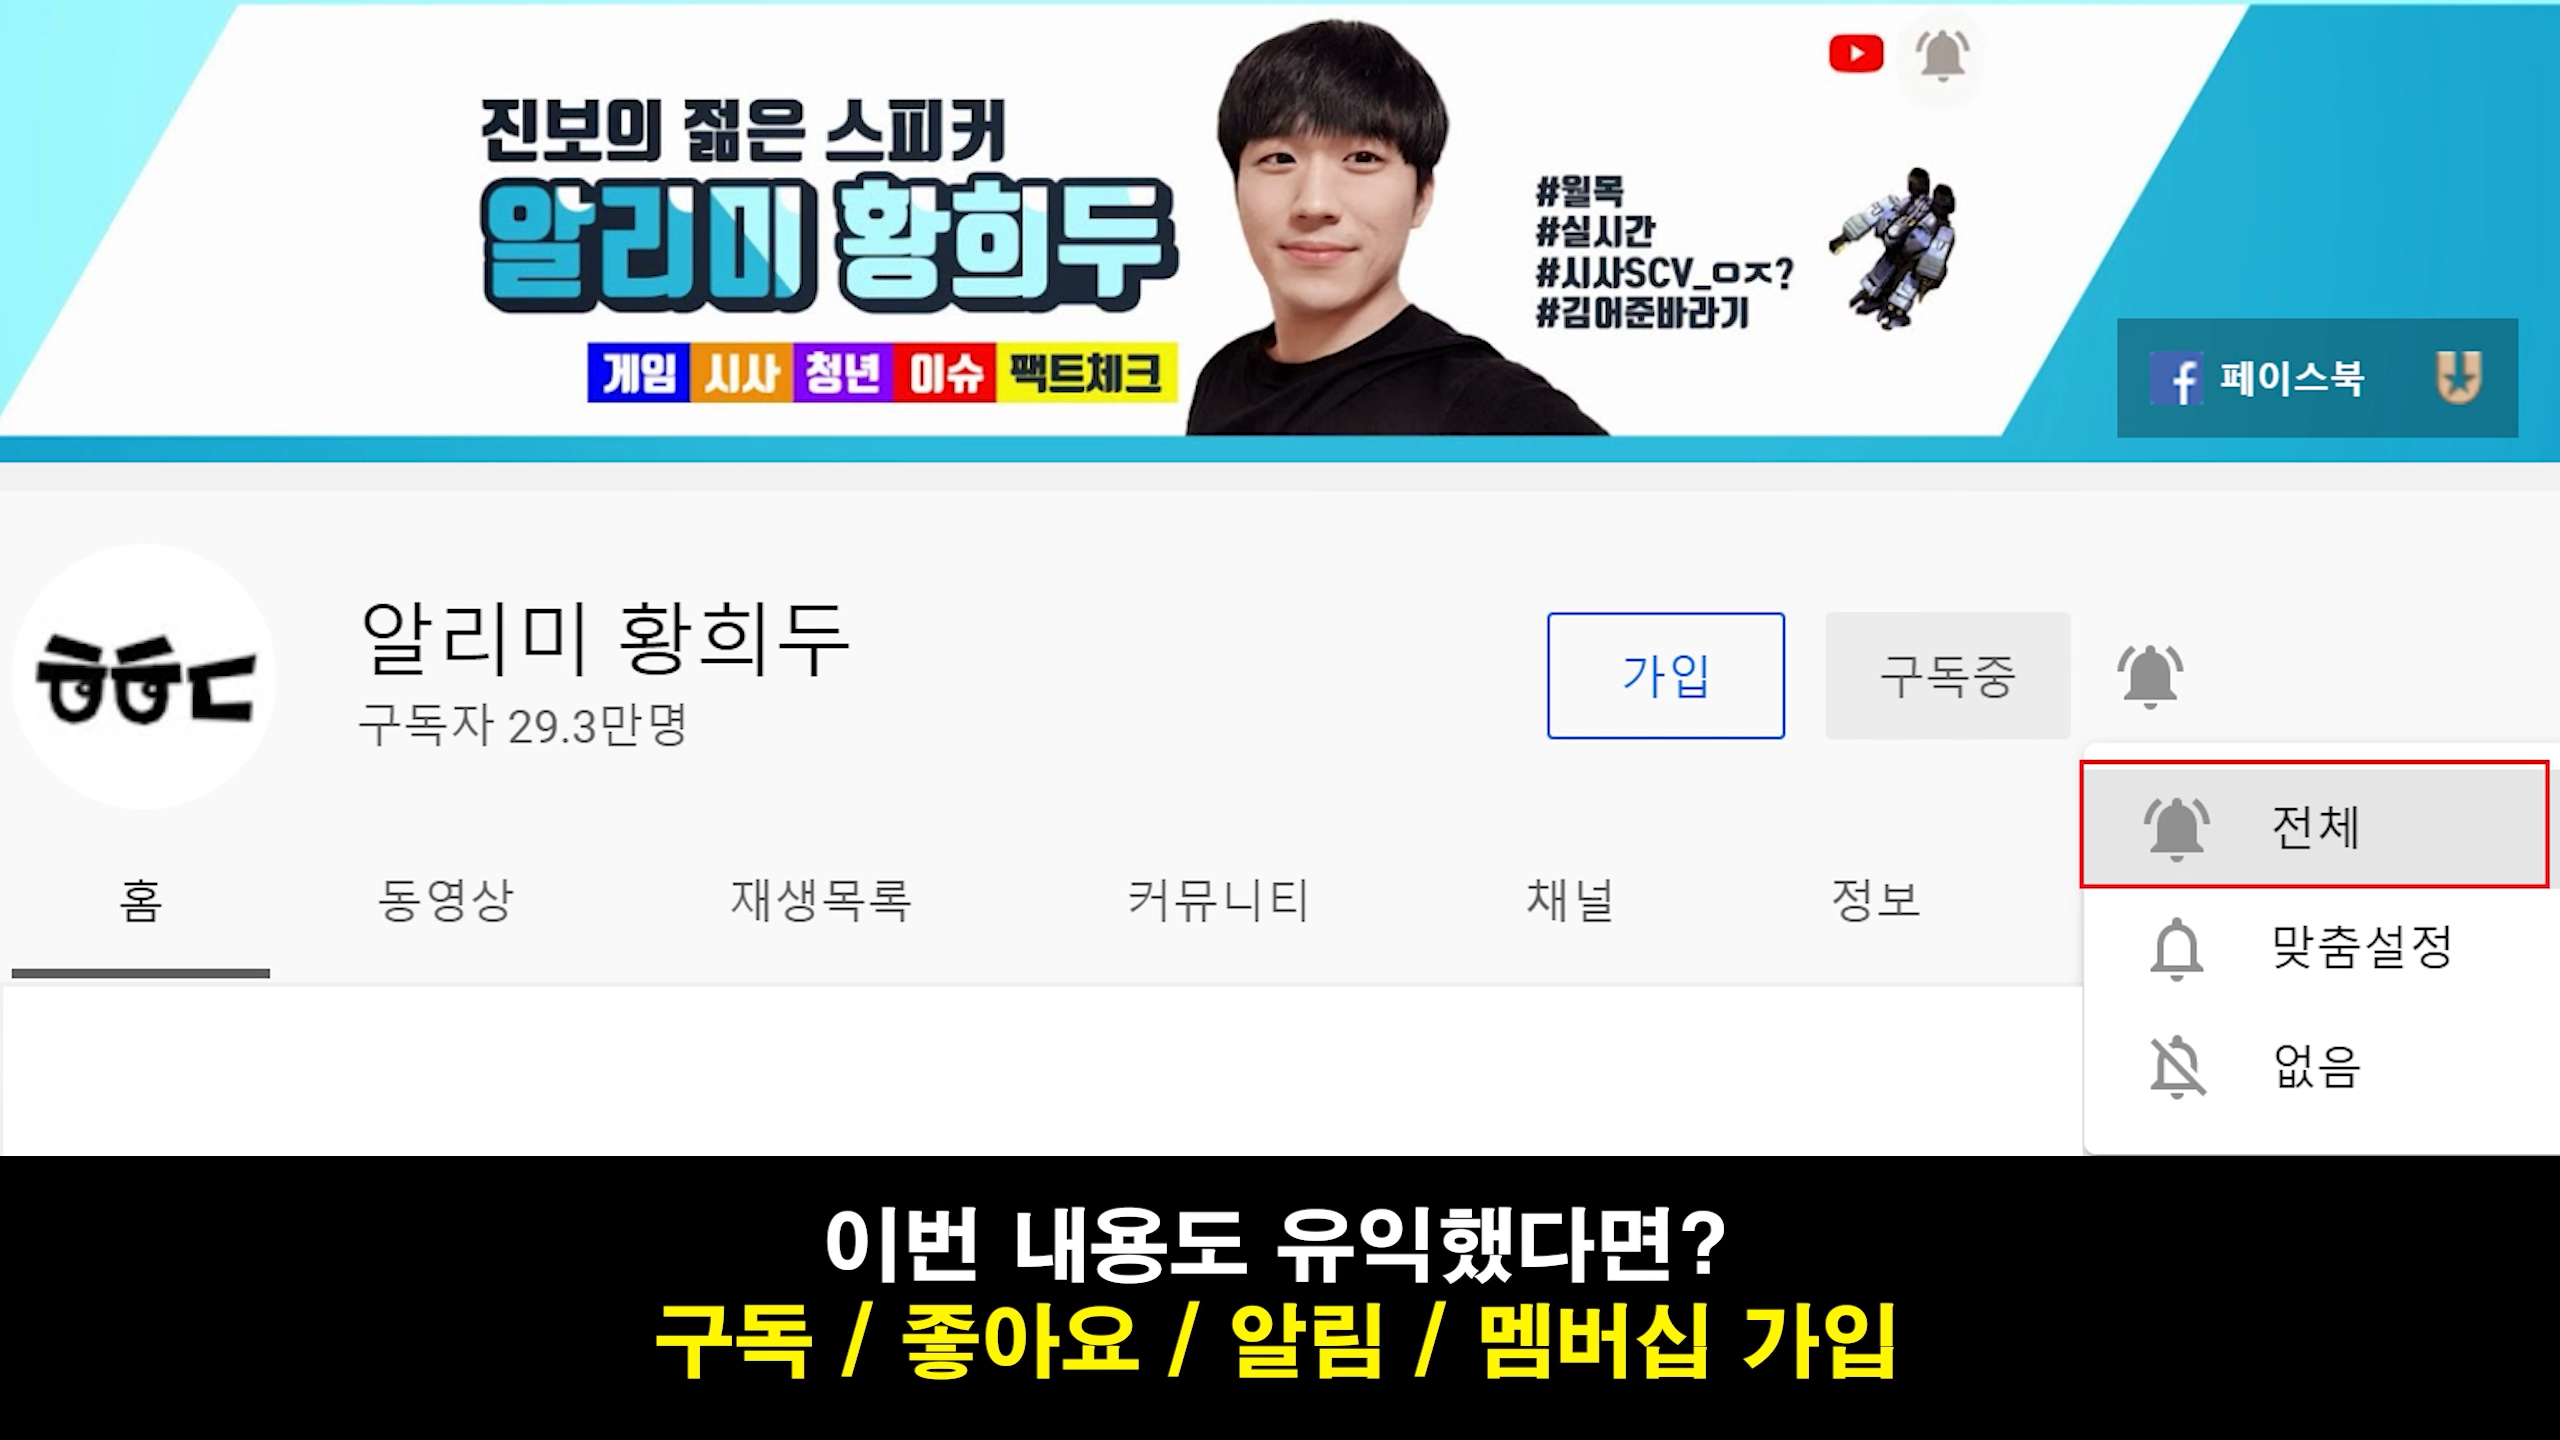 진보의 젊은 스피커
알리미 황희두
게임 시사 청년 이슈 팩트체크
#월목
#실시간
#시사SCV_ㅁㅈ?
#김어준바라기
f 페이스북
ㅎㅎㄷ
알리미 황희두
구독자 29.3만명
가입
구독중
홈 동영상 재생목록 커뮤니티 채널 정보
전체
맞춤설정
없음
이번 내용도 유익했다면?
구독 / 좋아요 / 알림 / 멤버십 가입